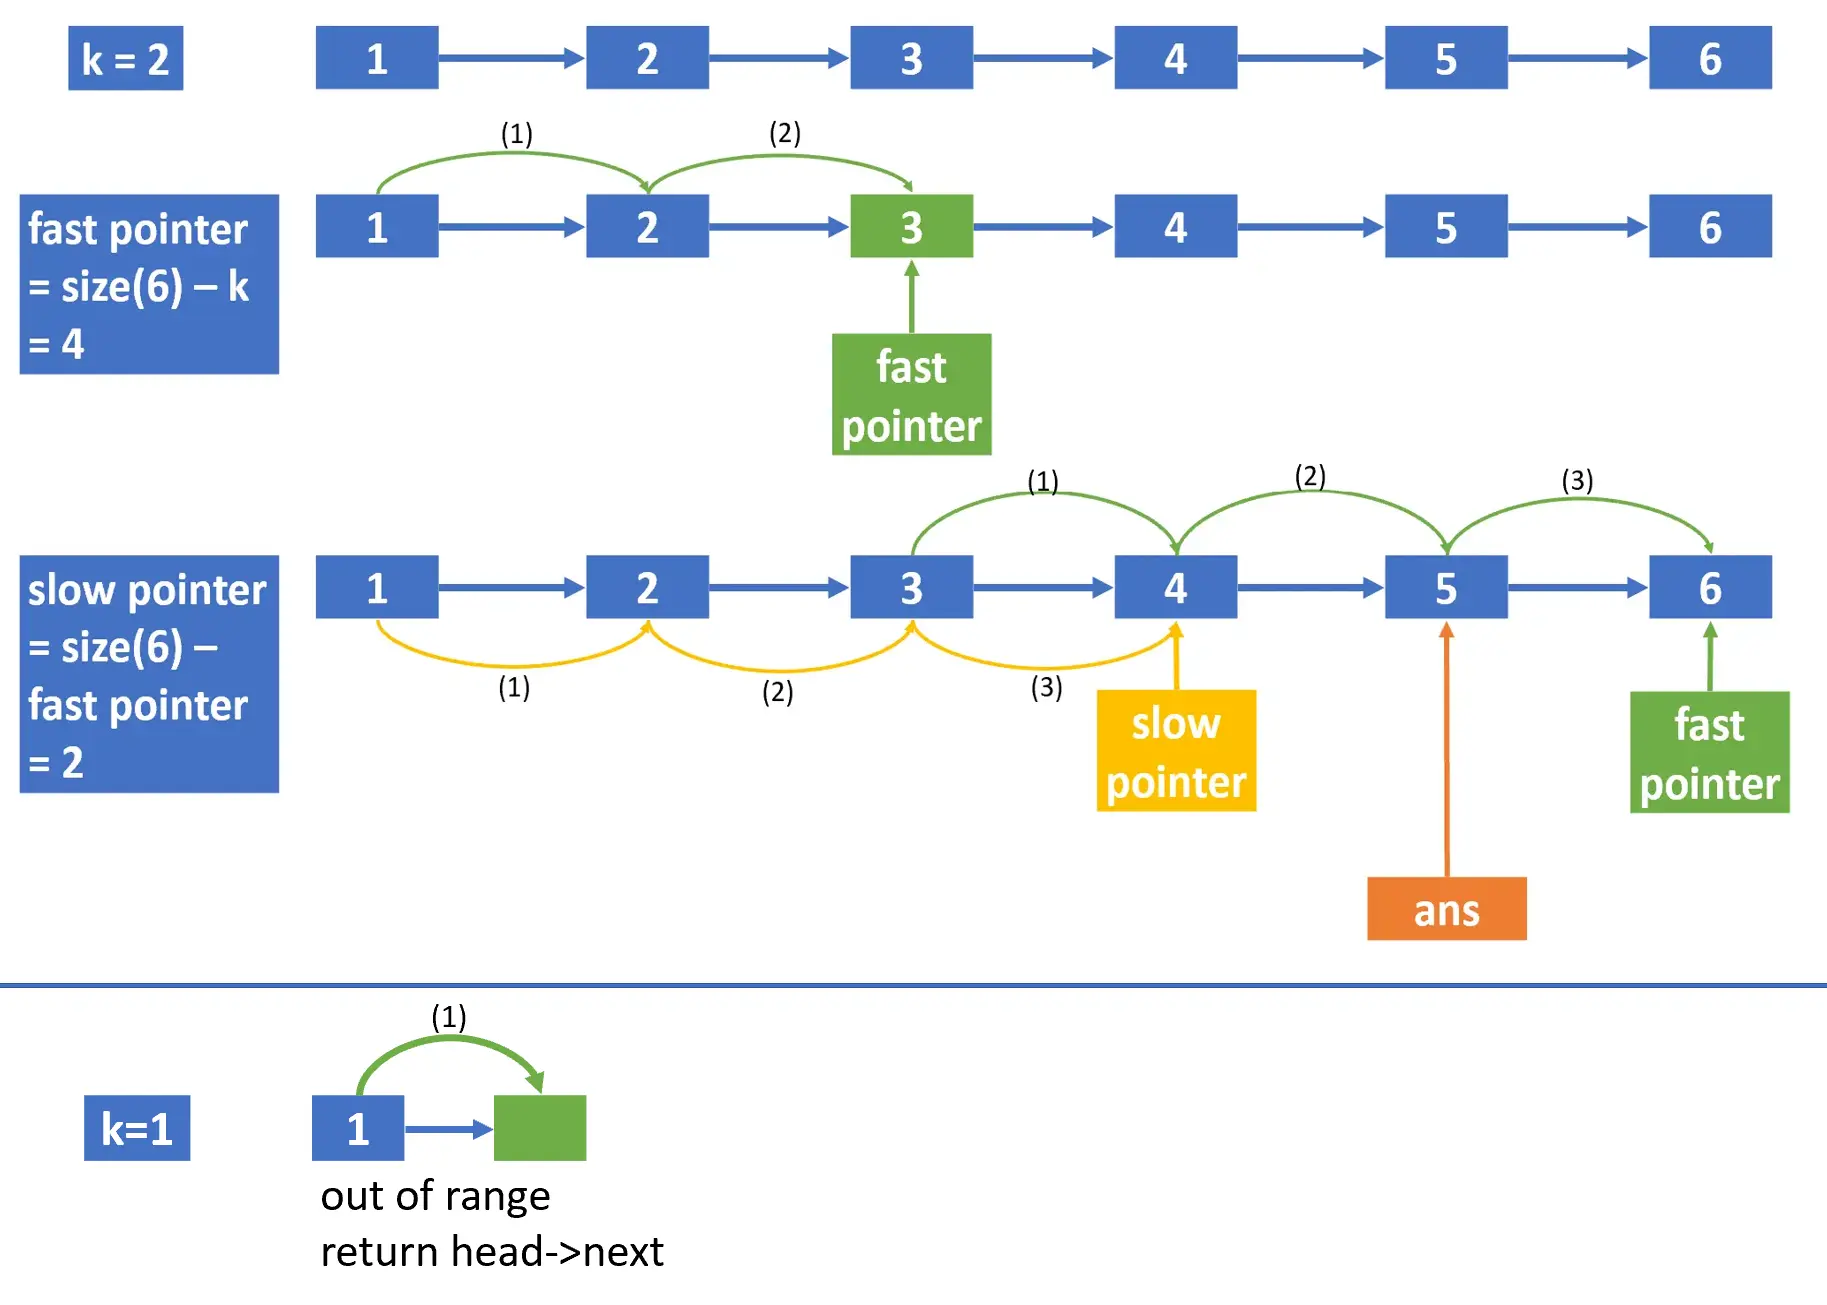 k = 2
1
2
3
4
5
6
(1)
(2)
fast pointer
= size(6) – k
= 4
1
2
3
4
5
6
fast
pointer
(1)
(2)
(3)
slow pointer
= size(6) –
fast pointer
= 2
1
2
3
4
5
6
(1)
(2)
(3)
slow
pointer
fast
pointer
ans
(1)
k=1
1
out of range
return head->next